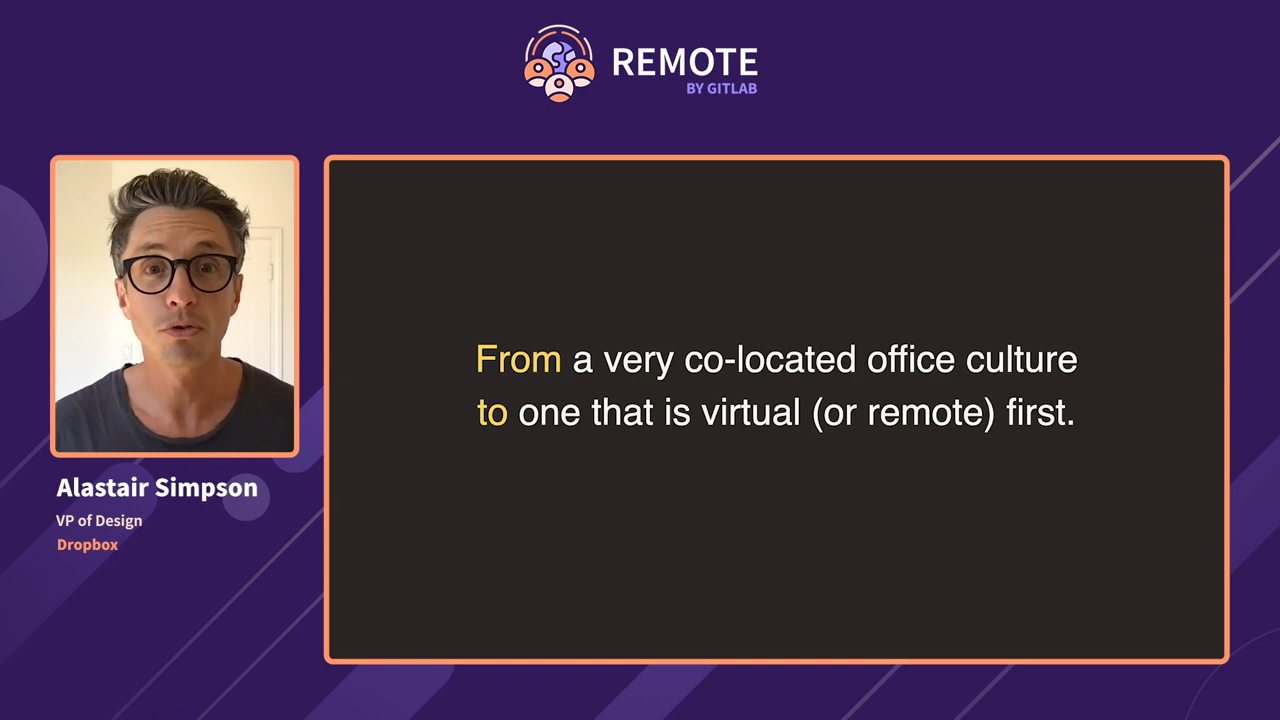 REMOTE
BY GITLAB
From a very co-located office culture
to one that is virtual (or remote) first.
Alastair Simpson
VP of Design
Dropbox